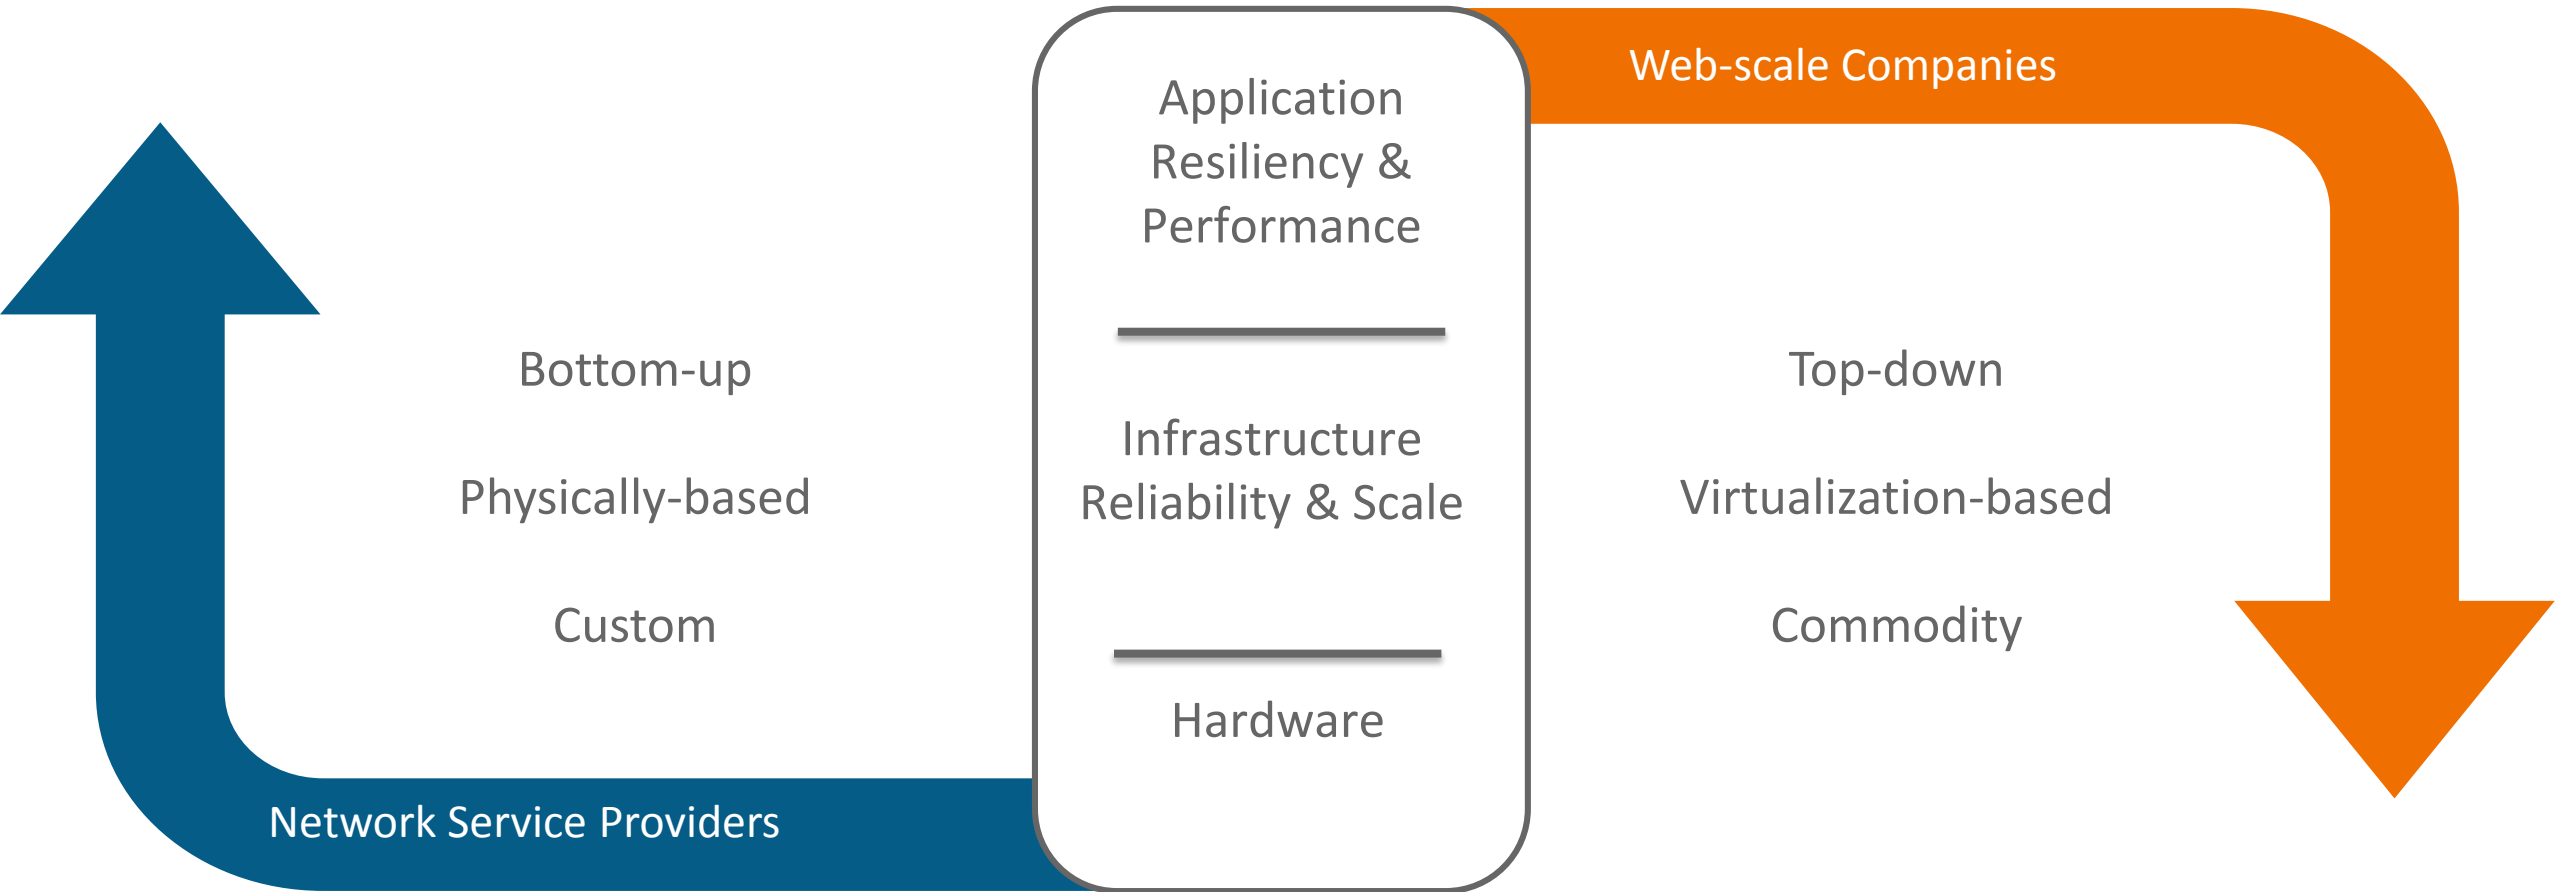 Web-scale Companies
Application
Resiliency &
Performance
Bottom-up
Physically-based
Custom
Infrastructure
Reliability & Scale
Top-down
Virtualization-based
Commodity
Hardware
Network Service Providers